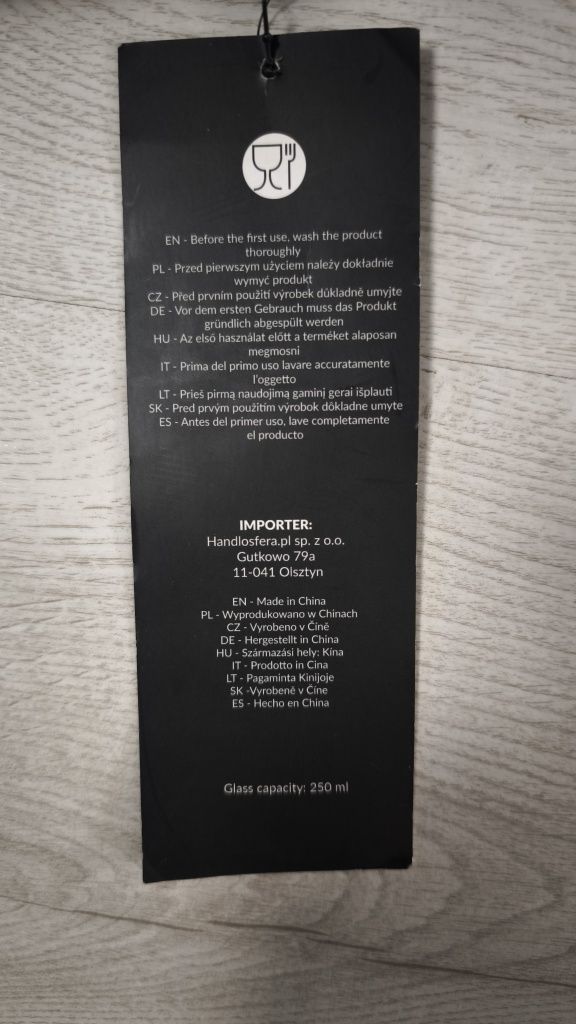 EN - Before the first use, wash the product
thoroughly
PL - Przed pierwszym użyciem należy dokładnie
wymyć produkt
CZ - Před prvním použití výrobek důkladně umyjte
DE - Vor dem ersten Gebrauch muss das Produkt
gründlich abgespült werden
HU - Az első használat előtt a terméket alaposan
megmosni
IT - Prima del primo uso lavare accuratamente
l'oggetto
LT - Prieš pirmą naudojimą gaminį gerai išplauti
SK - Pred prvým použitím výrobok dôkladne umyte
ES - Antes del primer uso, lave completamente
el producto
IMPORTER:
Handlosfera.pl sp. z o.o.
Gutkowo 79a
11-041 Olsztyn
EN - Made in China
PL - Wyprodukowano w Chinach
CZ - Vyrobeno v Číně
DE - Hergestellt in China
HU - Származási hely: Kína
IT - Prodotto in Cina
LT - Pagaminta Kinijoje
SK -Vyrobené v Číne
ES - Hecho en China
Glass capacity: 250 ml